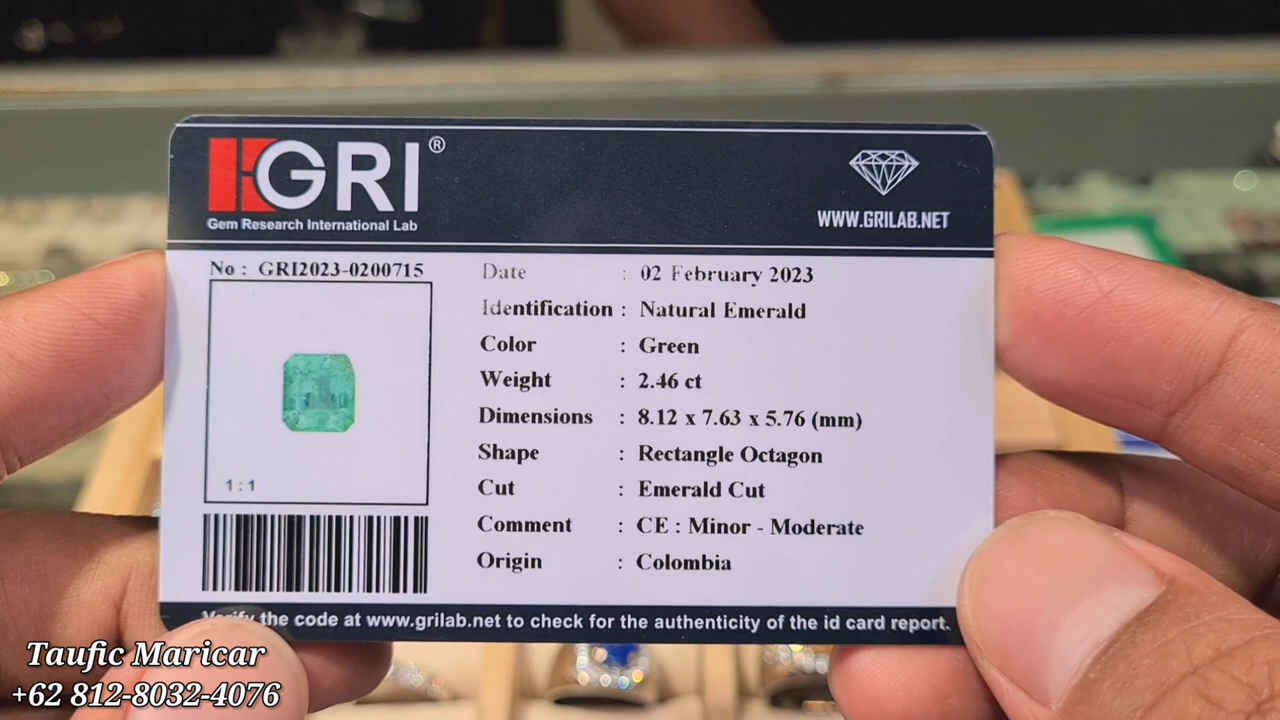 GRI®
Gem Research International Lab
WWW.GRILAB.NET
No : GRI2023-0200715
1 : 1
Date : 02 February 2023
Identification : Natural Emerald
Color : Green
Weight : 2.46 ct
Dimensions : 8.12 x 7.63 x 5.76 (mm)
Shape : Rectangle Octagon
Cut : Emerald Cut
Comment : CE : Minor - Moderate
Origin : Colombia
Verify the code at www.grilab.net to check for the authenticity of the id card report.
Taufic Maricar
+62 812-8032-4076